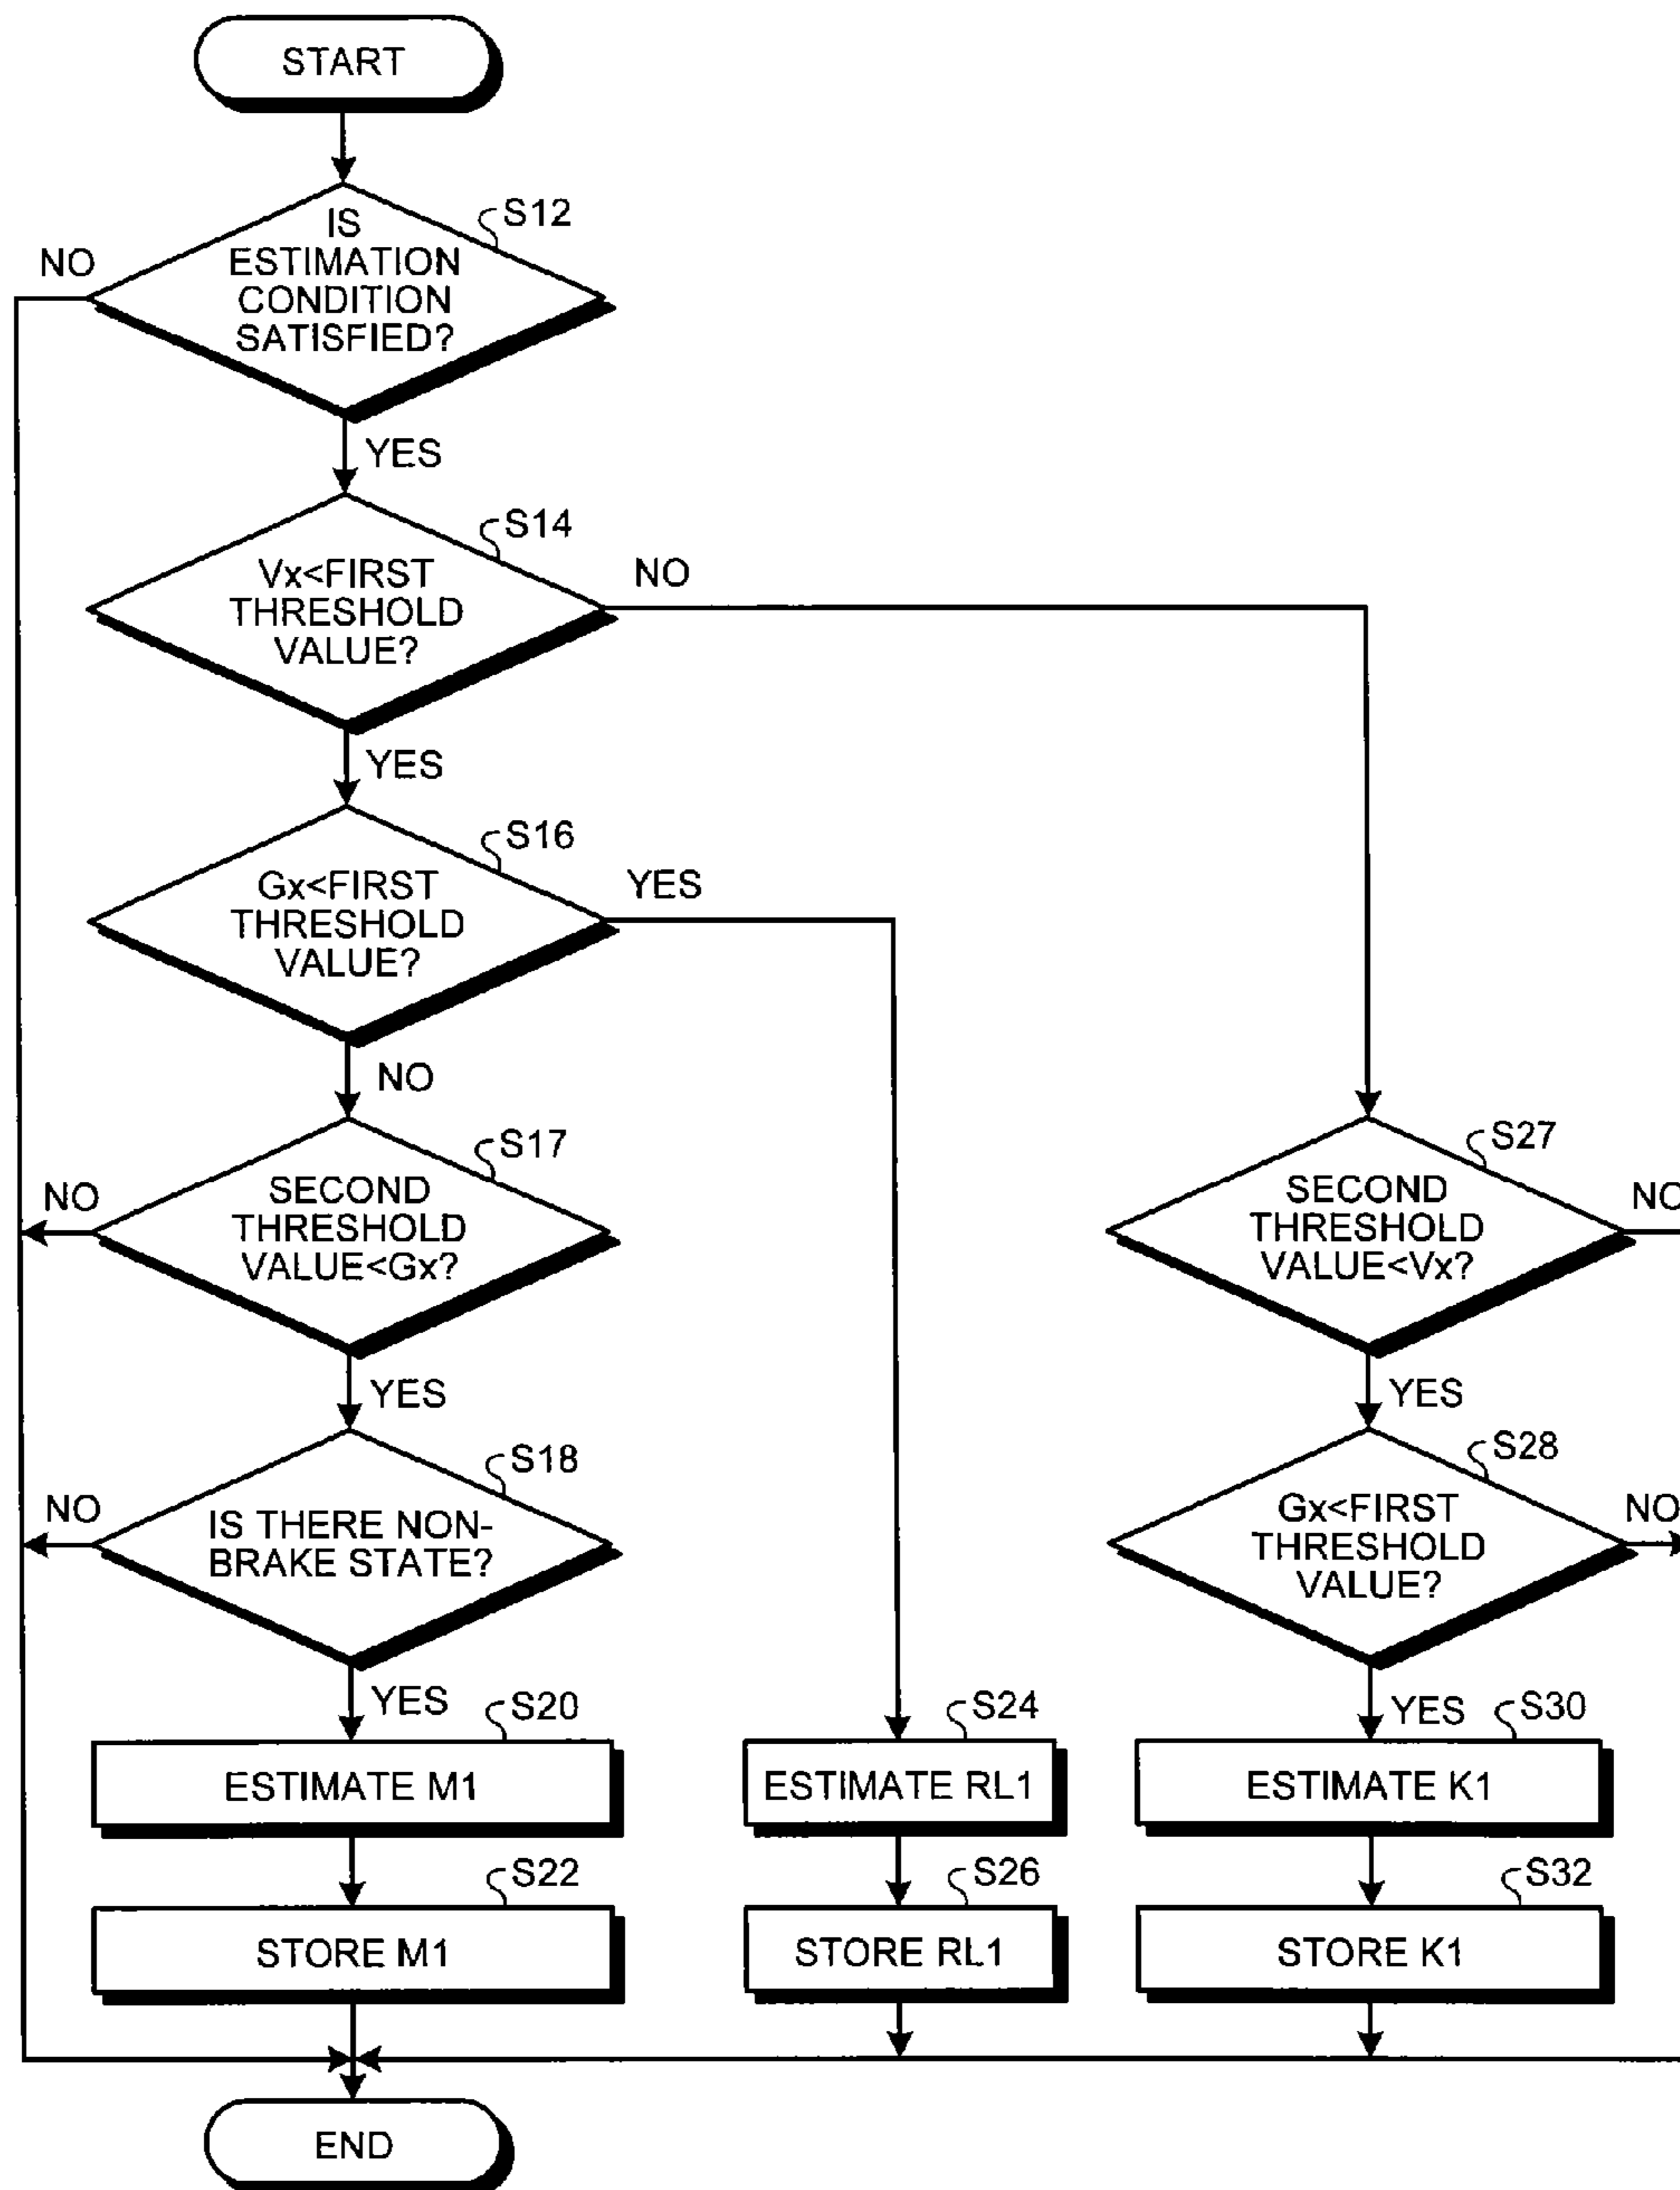 START
S12
IS
ESTIMATION
CONDITION
SATISFIED?
NO
YES
S14
Vx<FIRST
THRESHOLD
VALUE?
NO
YES
S16
Gx<FIRST
THRESHOLD
VALUE?
YES
NO
S17
SECOND
THRESHOLD
VALUE<Gx?
NO
YES
S27
SECOND
THRESHOLD
VALUE<Vx?
NO
YES
S18
IS THERE NON-
BRAKE STATE?
NO
YES
S28
Gx<FIRST
THRESHOLD
VALUE?
NO
YES
S20
ESTIMATE M1
S24
ESTIMATE RL1
S30
ESTIMATE K1
S22
STORE M1
S26
STORE RL1
S32
STORE K1
END